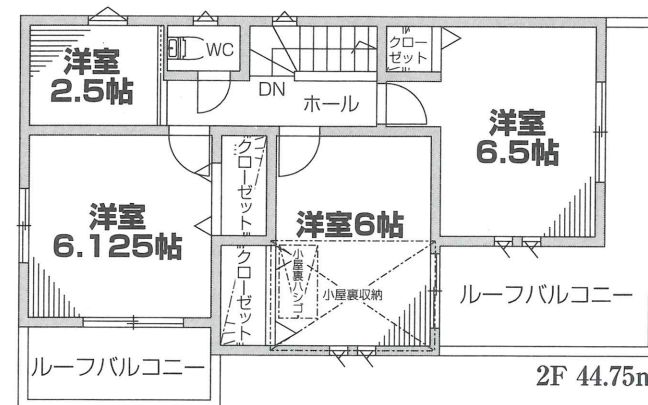 洋室
2.5帖
WC
DN
ホール
クロー
ゼット
洋室
6.5帖
洋室
6.125帖
クローゼット
洋室6帖
クローゼット
小屋裏ハシゴ
小屋裏収納
ルーフバルコニー
ルーフバルコニー
2F 44.75m